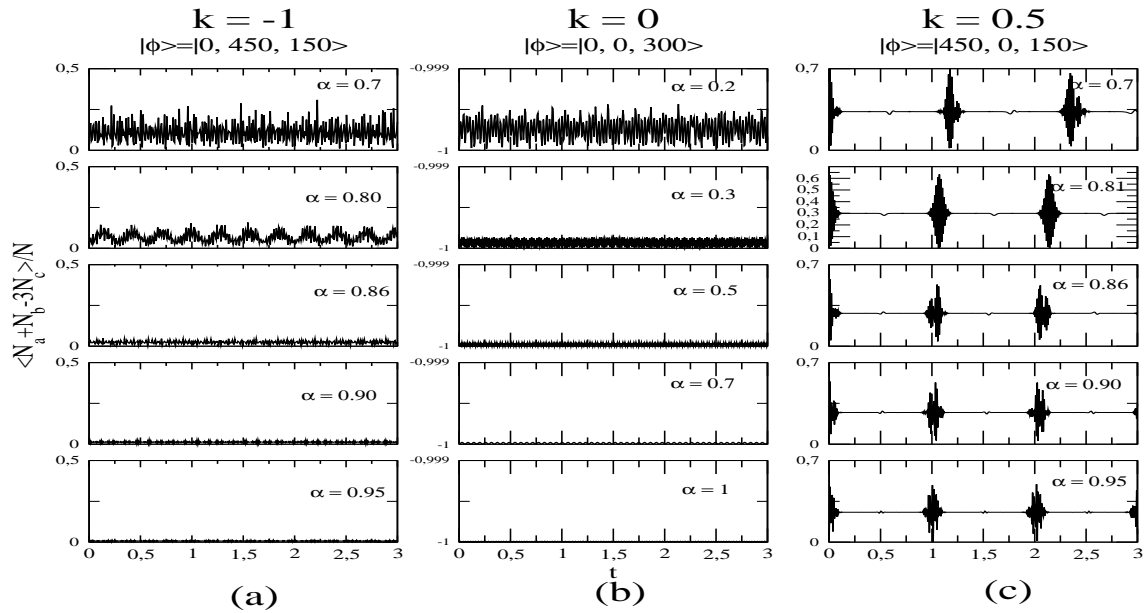 k = -1
|ϕ>=|0, 450, 150>
k = 0
|ϕ>=|0, 0, 300>
k = 0.5
|ϕ>=|450, 0, 150>
<N_a+N_b-3N_c>/N
0,5
α = 0.7
0
0,5
α = 0.80
0
0,5
α = 0.86
0
0,5
α = 0.90
0
0,5
α = 0.95
0
0 0,5 1 1,5 2 2,5 3
(a)
-0,999
α = 0.2
-1
-0,999
α = 0.3
-1
-0,999
α = 0.5
-1
-0,999
α = 0.7
-1
-0,999
α = 1
-1
0 0,5 1 1,5 2 2,5 3
t
(b)
0,7
α = 0.7
0
0,6
0,5
0,4
0,3
0,2
0,1
0
α = 0.81
0,7
α = 0.86
0
0,7
α = 0.90
0
0,7
α = 0.95
0
0 0,5 1 1,5 2 2,5 3
(c)